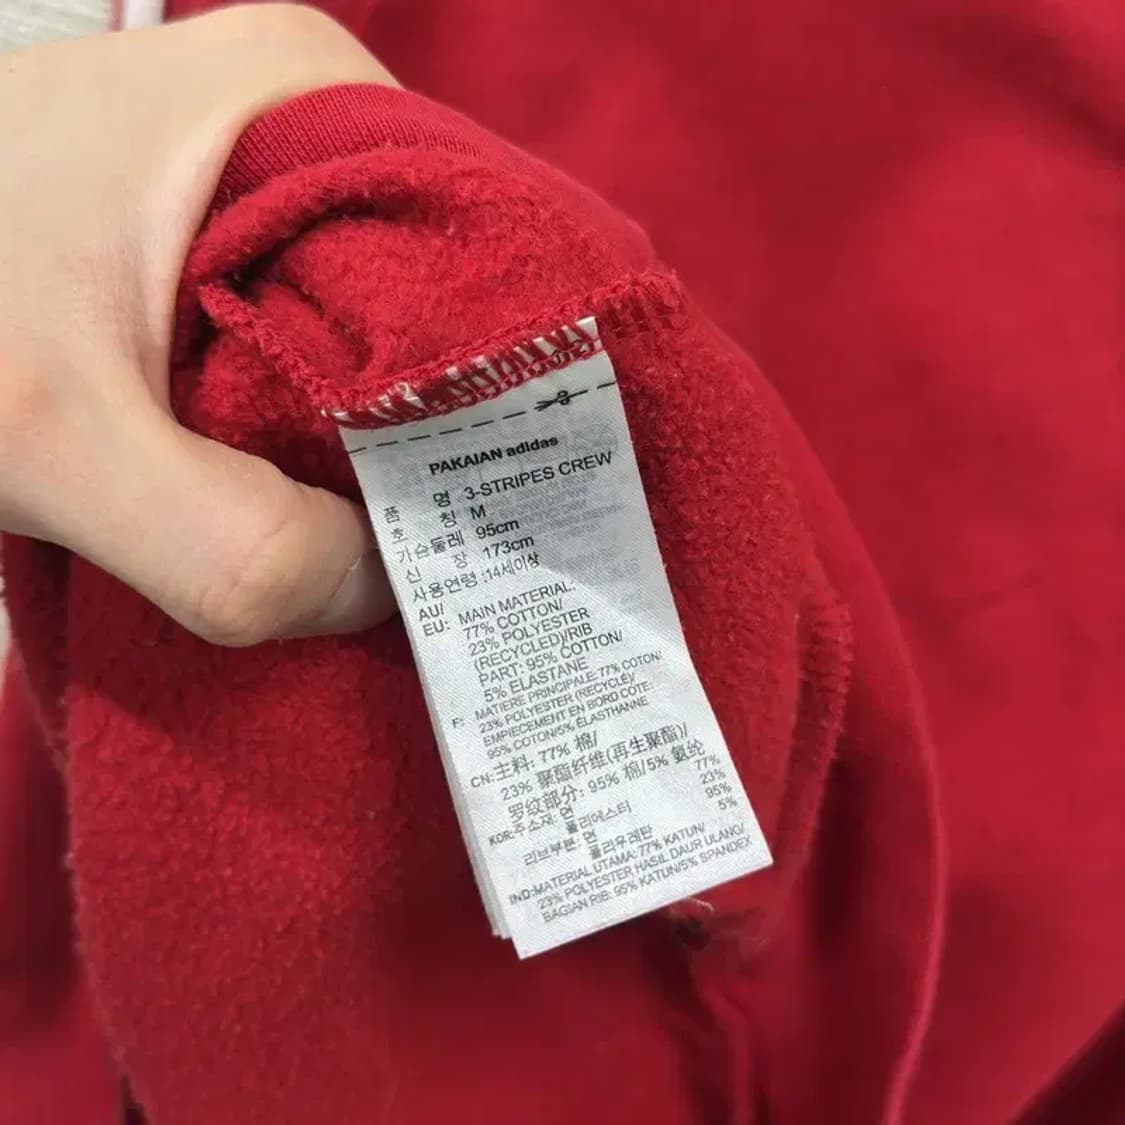 PAKAIAN adidas
품 명 3-STRIPES CREW
호 칭 M
가슴둘레 95cm
신 장 173cm
사용연령 :14세이상
AU/
EU: MAIN MATERIAL:
77% COTTON/
23% POLYESTER
(RECYCLED)/RIB
PART: 95% COTTON/
5% ELASTANE
F: MATIERE PRINCIPALE: 77% COTON/
23% POLYESTER (RECYCLÉ)/
EMPIECEMENT EN BORD COTE:
95% COTON/5% ÉLASTHANNE
CN: 主料: 77% 棉/
23% 聚酯纤维(再生聚酯)/
罗纹部分: 95% 棉/5% 氨纶
KOR:주소재: 면 77%
폴리에스터 23%
리브부분: 면 95%
폴리우레탄 5%
IND:MATERIAL UTAMA: 77% KATUN/
23% POLYESTER HASIL DAUR ULANG/
BAGIAN RIB: 95% KATUN/5% SPANDEX